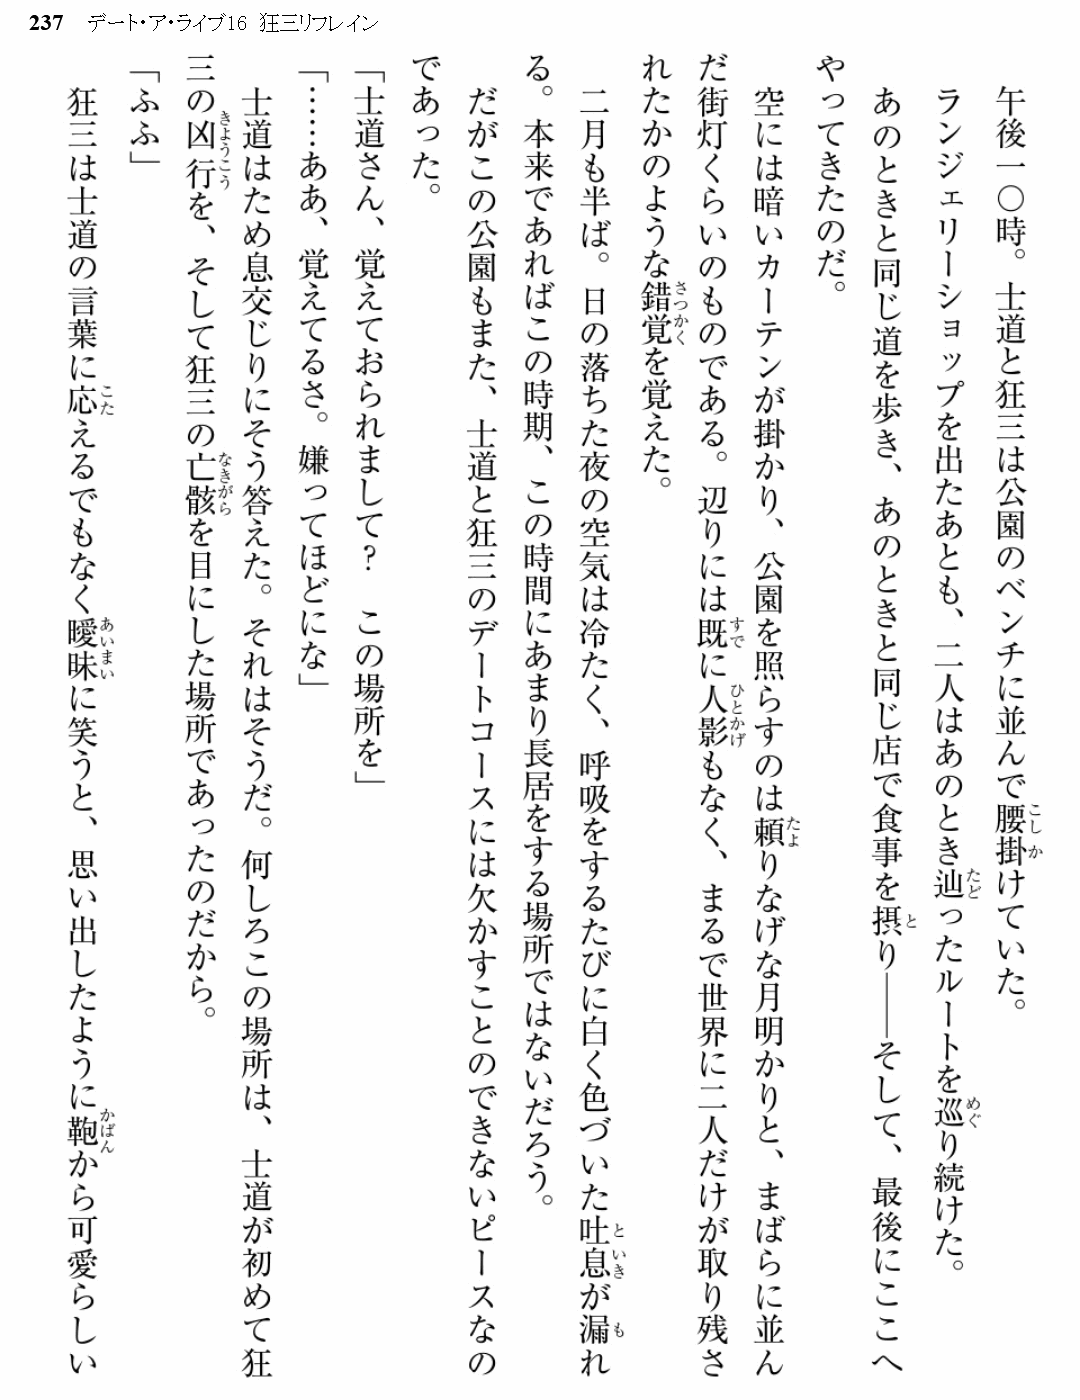 237 デート・ア・ライブ16 狂三リフレイン
午後一〇時。士道と狂三は公園のベンチに並んで腰掛けていた。
ランジェリーショップを出たあとも、二人はあのとき辿ったルートを巡り続けた。
あのときと同じ道を歩き、あのときと同じ店で食事を摂り――そして、最後にここへ
やってきたのだ。
空には暗いカーテンが掛かり、公園を照らすのは頼りなげな月明かりと、まばらに並ん
だ街灯くらいのものである。辺りには既に人影もなく、まるで世界に二人だけが取り残さ
れたかのような錯覚を覚えた。
二月も半ば。日の落ちた夜の空気は冷たく、呼吸をするたびに白く色づいた吐息が漏れ
る。本来であればこの時期、この時間にあまり長居をする場所ではないだろう。
だがこの公園もまた、士道と狂三のデートコースには欠かすことのできないピースなの
であった。
「士道さん、覚えておられまして？　この場所を」
「……ああ、覚えてるさ。嫌ってほどにな」
士道はため息交じりにそう答えた。それはそうだ。何しろこの場所は、士道が初めて狂
三の凶行を、そして狂三の亡骸を目にした場所であったのだから。
「ふふ」
狂三は士道の言葉に応えるでもなく曖昧に笑うと、思い出したように鞄から可愛らしい